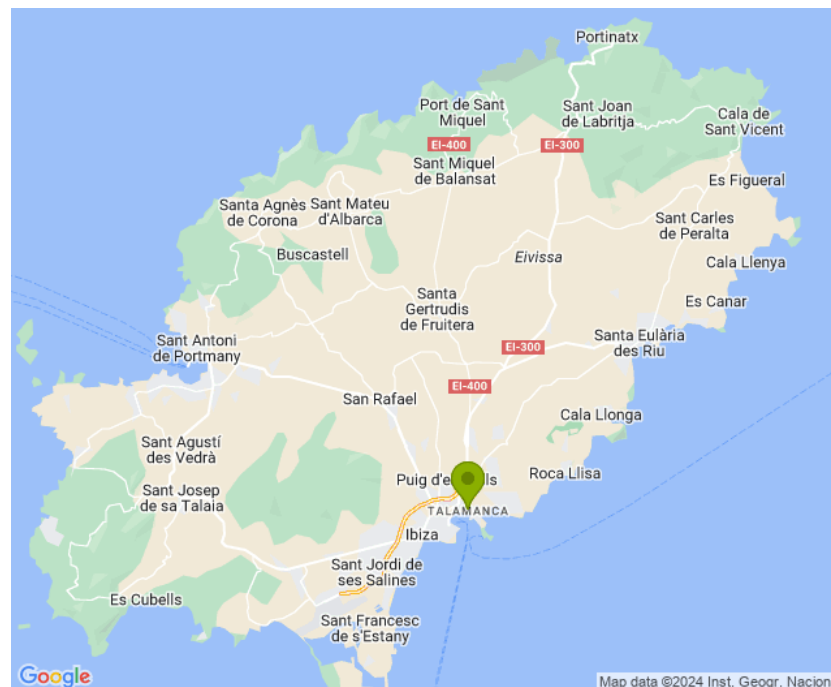 Portinatx
Port de Sant
Miquel
Sant Joan
de Labritja
Cala de
Sant Vicent
EI-400
EI-300
Sant Miquel
de Balansat
Es Figueral
Santa Agnès
de Corona
Sant Mateu
d'Albarca
Sant Carles
de Peralta
Buscastell
Eivissa
Cala Llenya
Santa
Gertrudis
de Fruitera
Es Canar
Sant Antoni
de Portmany
Santa Eulària
des Riu
EI-300
EI-400
San Rafael
Cala Llonga
Sant Agustí
des Vedrà
Roca Llisa
Puig d'e
lls
Sant Josep
de sa Talaia
TALAMANCA
Ibiza
Sant Jordi de
ses Salines
Es Cubells
Sant Francesc
de s'Estany
Google
Map data ©2024 Inst. Geogr. Nacion